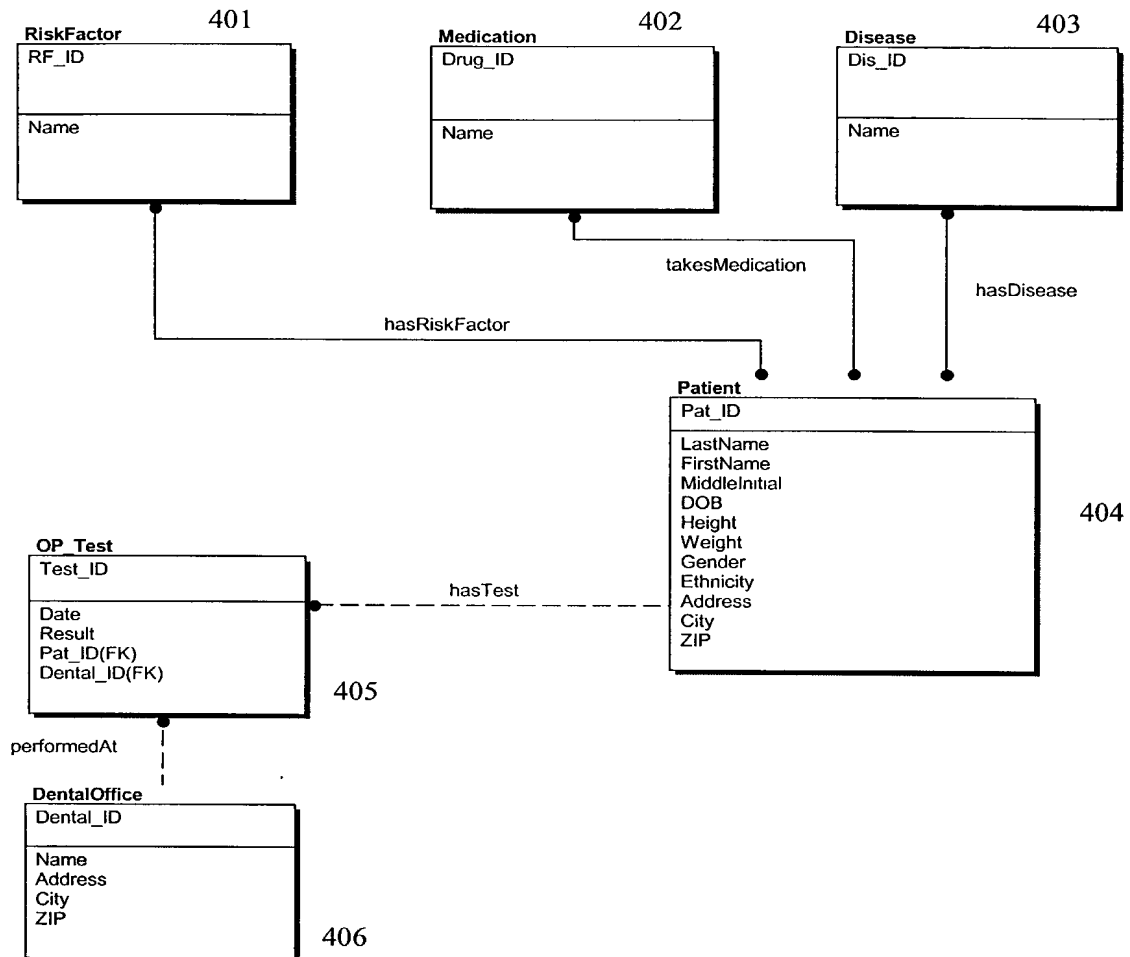 401
RiskFactor
RF_ID
Name
402
Medication
Drug_ID
Name
403
Disease
Dis_ID
Name
takesMedication
hasDisease
hasRiskFactor
Patient
Pat_ID
LastName
FirstName
MiddleInitial
DOB
Height
Weight
Gender
Ethnicity
Address
City
ZIP
404
OP_Test
Test_ID
Date
Result
Pat_ID(FK)
Dental_ID(FK)
405
hasTest
performedAt
DentalOffice
Dental_ID
Name
Address
City
ZIP
406